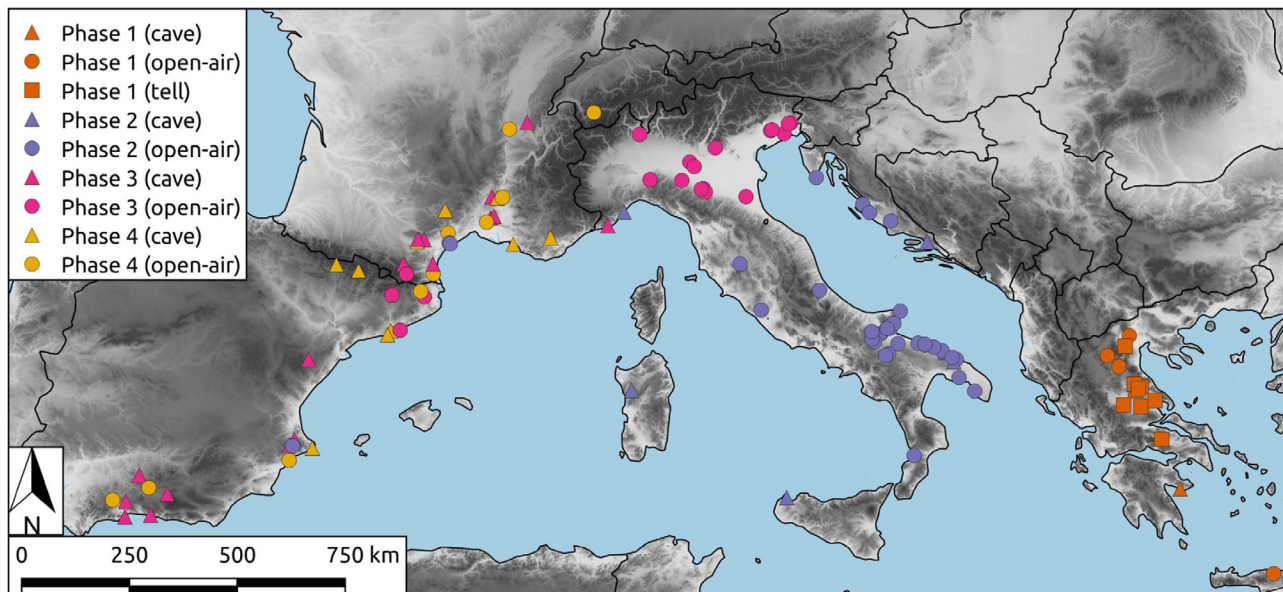 Phase 1 (cave)
Phase 1 (open-air)
Phase 1 (tell)
Phase 2 (cave)
Phase 2 (open-air)
Phase 3 (cave)
Phase 3 (open-air)
Phase 4 (cave)
Phase 4 (open-air)
N
0 250 500 750 km